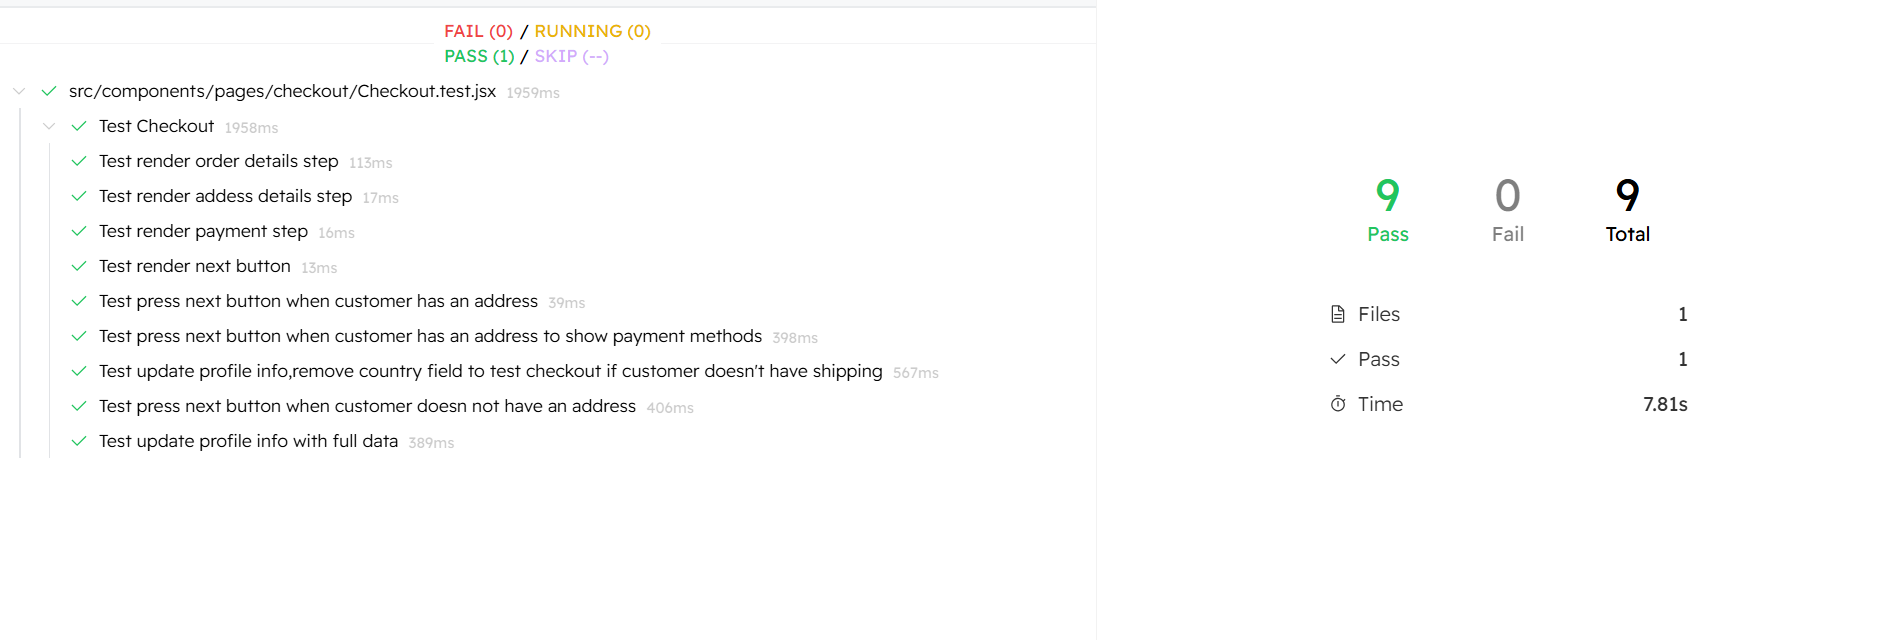 FAIL (0) / RUNNING (0)
PASS (1) / SKIP (--)
src/components/pages/checkout/Checkout.test.jsx 1959ms
Test Checkout 1958ms
Test render order details step 113ms
Test render addess details step 17ms
Test render payment step 16ms
Test render next button 13ms
Test press next button when customer has an address 39ms
Test press next button when customer has an address to show payment methods 398ms
Test update profile info,remove country field to test checkout if customer doesn't have shipping 567ms
Test press next button when customer doesn not have an address 406ms
Test update profile info with full data 389ms
9 0 9
Pass Fail Total
Files 1
Pass 1
Time 7.81s